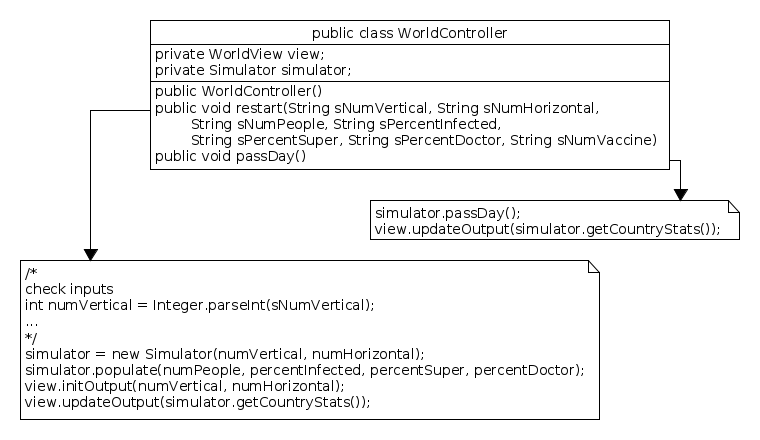 public class WorldController
private WorldView view;
private Simulator simulator;
public WorldController()
public void restart(String sNumVertical, String sNumHorizontal,
String sNumPeople, String sPercentInfected,
String sPercentSuper, String sPercentDoctor, String sNumVaccine)
public void passDay()
simulator.passDay();
view.updateOutput(simulator.getCountryStats());
/*
check inputs
int numVertical = Integer.parseInt(sNumVertical);
...
*/
simulator = new Simulator(numVertical, numHorizontal);
simulator.populate(numPeople, percentInfected, percentSuper, percentDoctor);
view.initOutput(numVertical, numHorizontal);
view.updateOutput(simulator.getCountryStats());